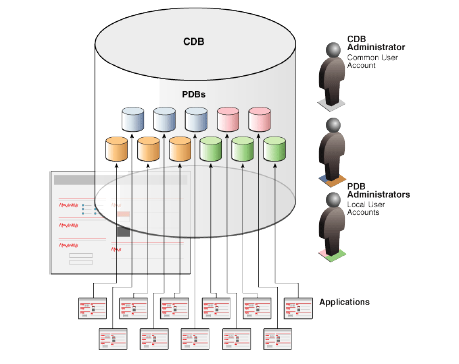 CDB
CDB
Administrator
Common User
Account
PDBs
PDB
Administrators
Local User
Accounts
Applications